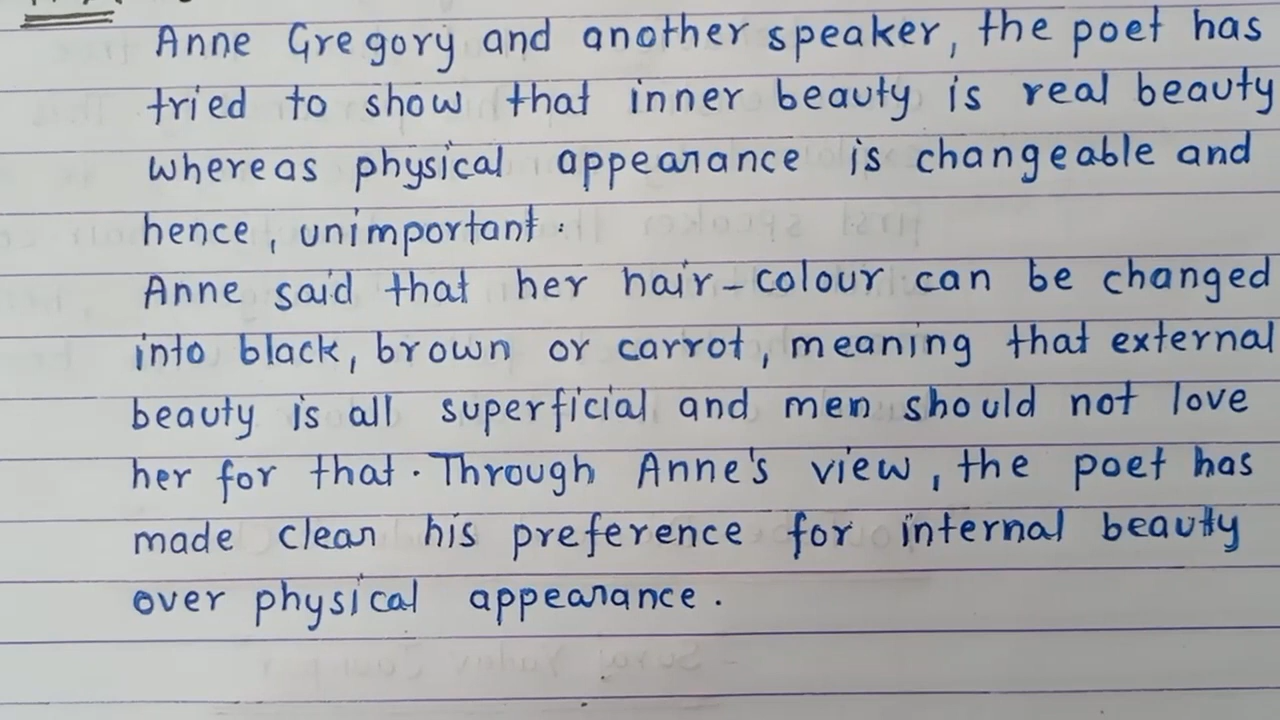 Anne Gregory and another speaker, the poet has
tried to show that inner beauty is real beauty
whereas physical appearance is changeable and
hence, unimportant.
Anne said that her hair-colour can be changed
into black, brown or carrot, meaning that external
beauty is all superficial and men should not love
her for that. Through Anne's view, the poet has
made clear his preference for internal beauty
over physical appearance.